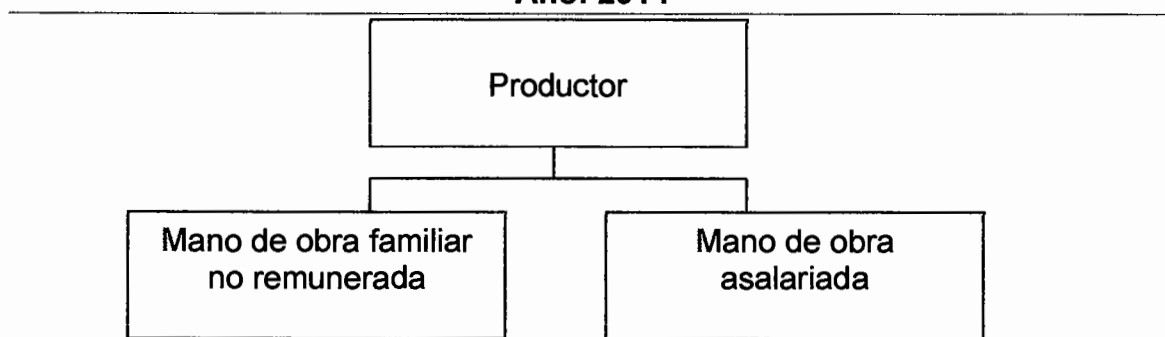 Productor
Mano de obra familiar
no remunerada
Mano de obra
asalariada